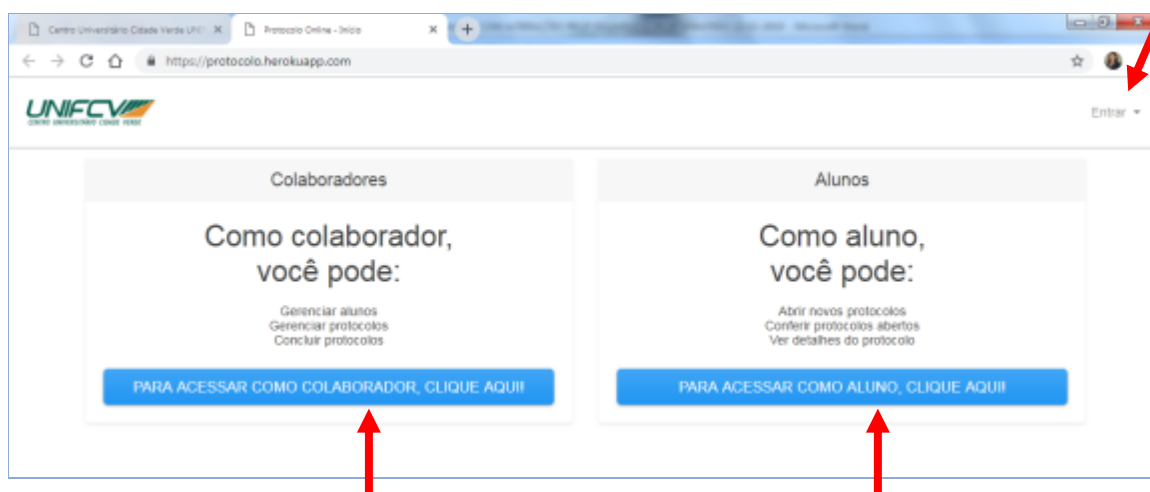 Centro Universitário Cidade Verde UNI
Protocolo Online - Início
https://protocolo.herokuapp.com
UNIFCV
CENTRO UNIVERSITÁRIO CIDADE VERDE
Entrar
Colaboradores
Como colaborador,
você pode:
Gerenciar alunos
Gerenciar protocolos
Concluir protocolos
PARA ACESSAR COMO COLABORADOR, CLIQUE AQUI!
Alunos
Como aluno,
você pode:
Abrir novos protocolos
Conferir protocolos abertos
Ver detalhes do protocolo
PARA ACESSAR COMO ALUNO, CLIQUE AQUI!